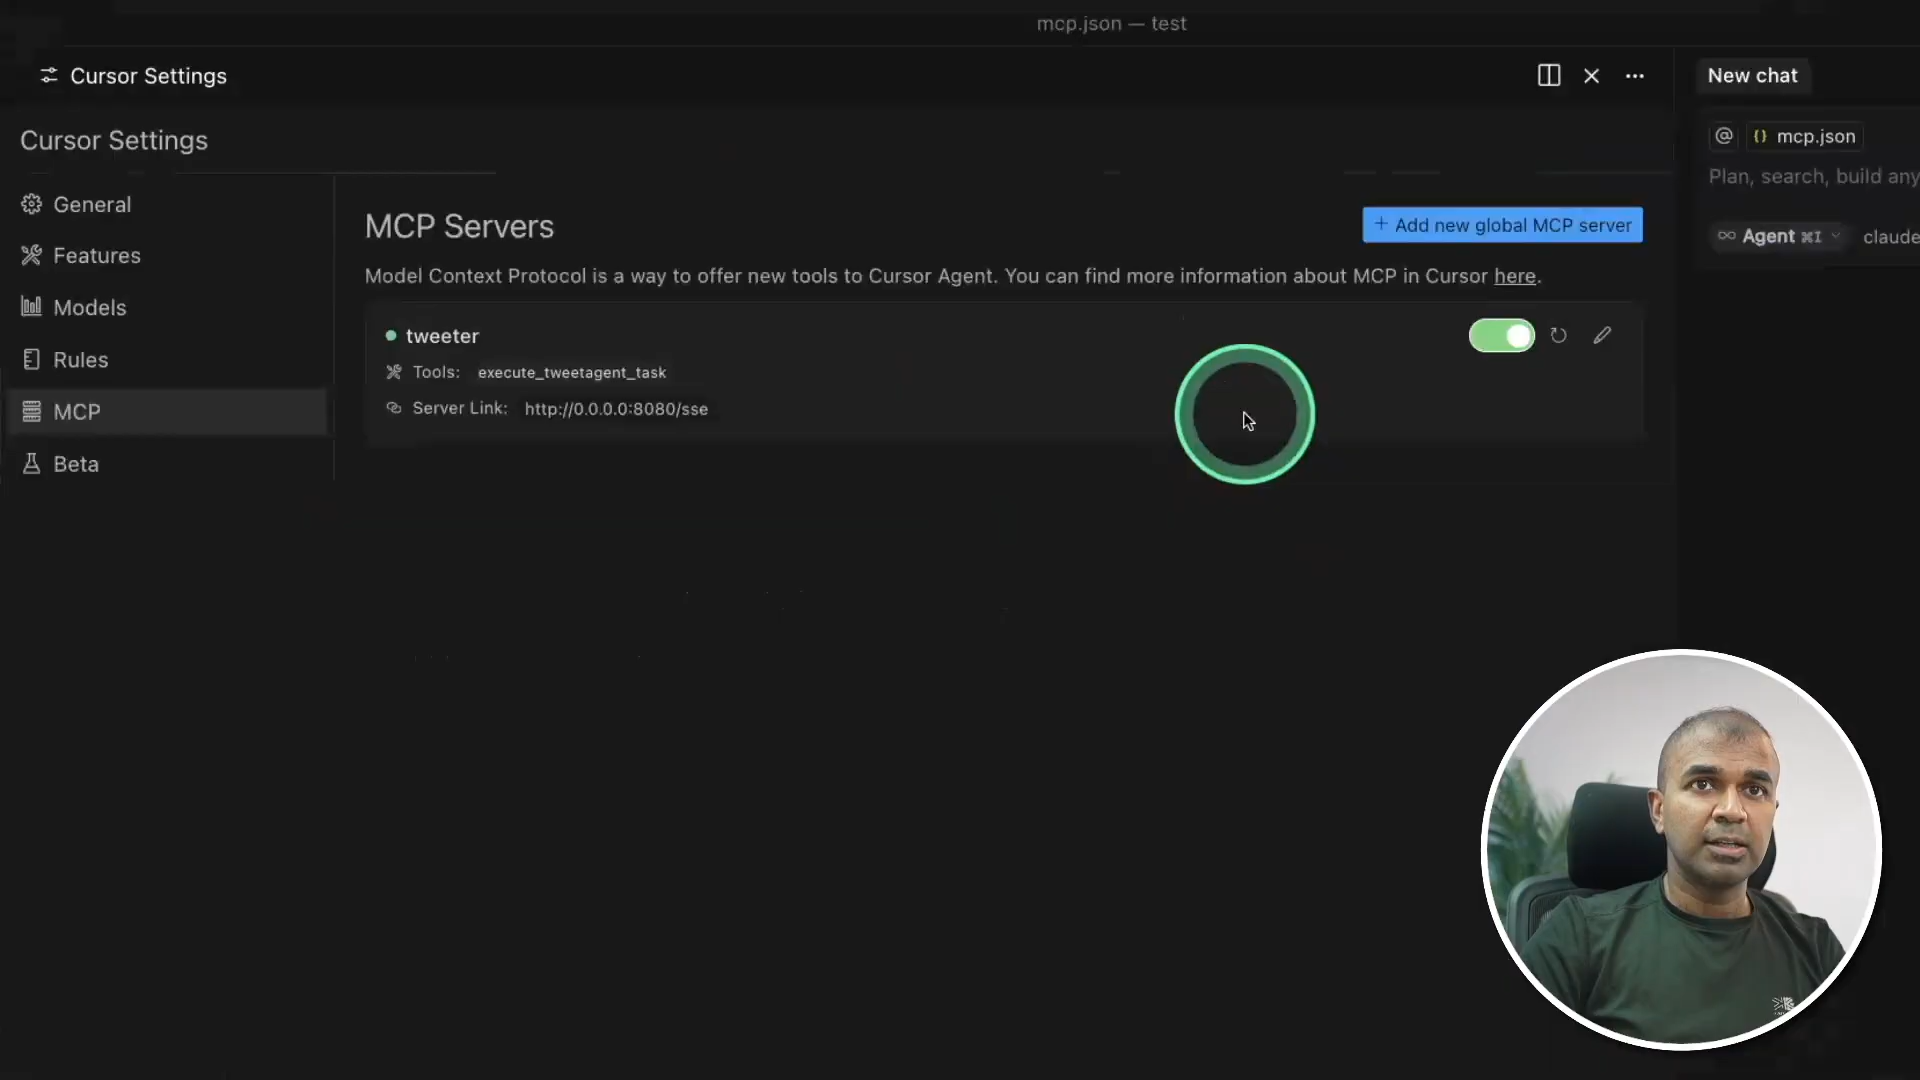 mcp.json — test
Cursor Settings
New chat
Cursor Settings
@ {} mcp.json
Plan, search, build any
General
MCP Servers
+ Add new global MCP server
Agent ⌘I claude
Features
Model Context Protocol is a way to offer new tools to Cursor Agent. You can find more information about MCP in Cursor here.
Models
tweeter
Rules
Tools: execute_tweetagent_task
MCP
Server Link: http://0.0.0.0:8080/sse
Beta